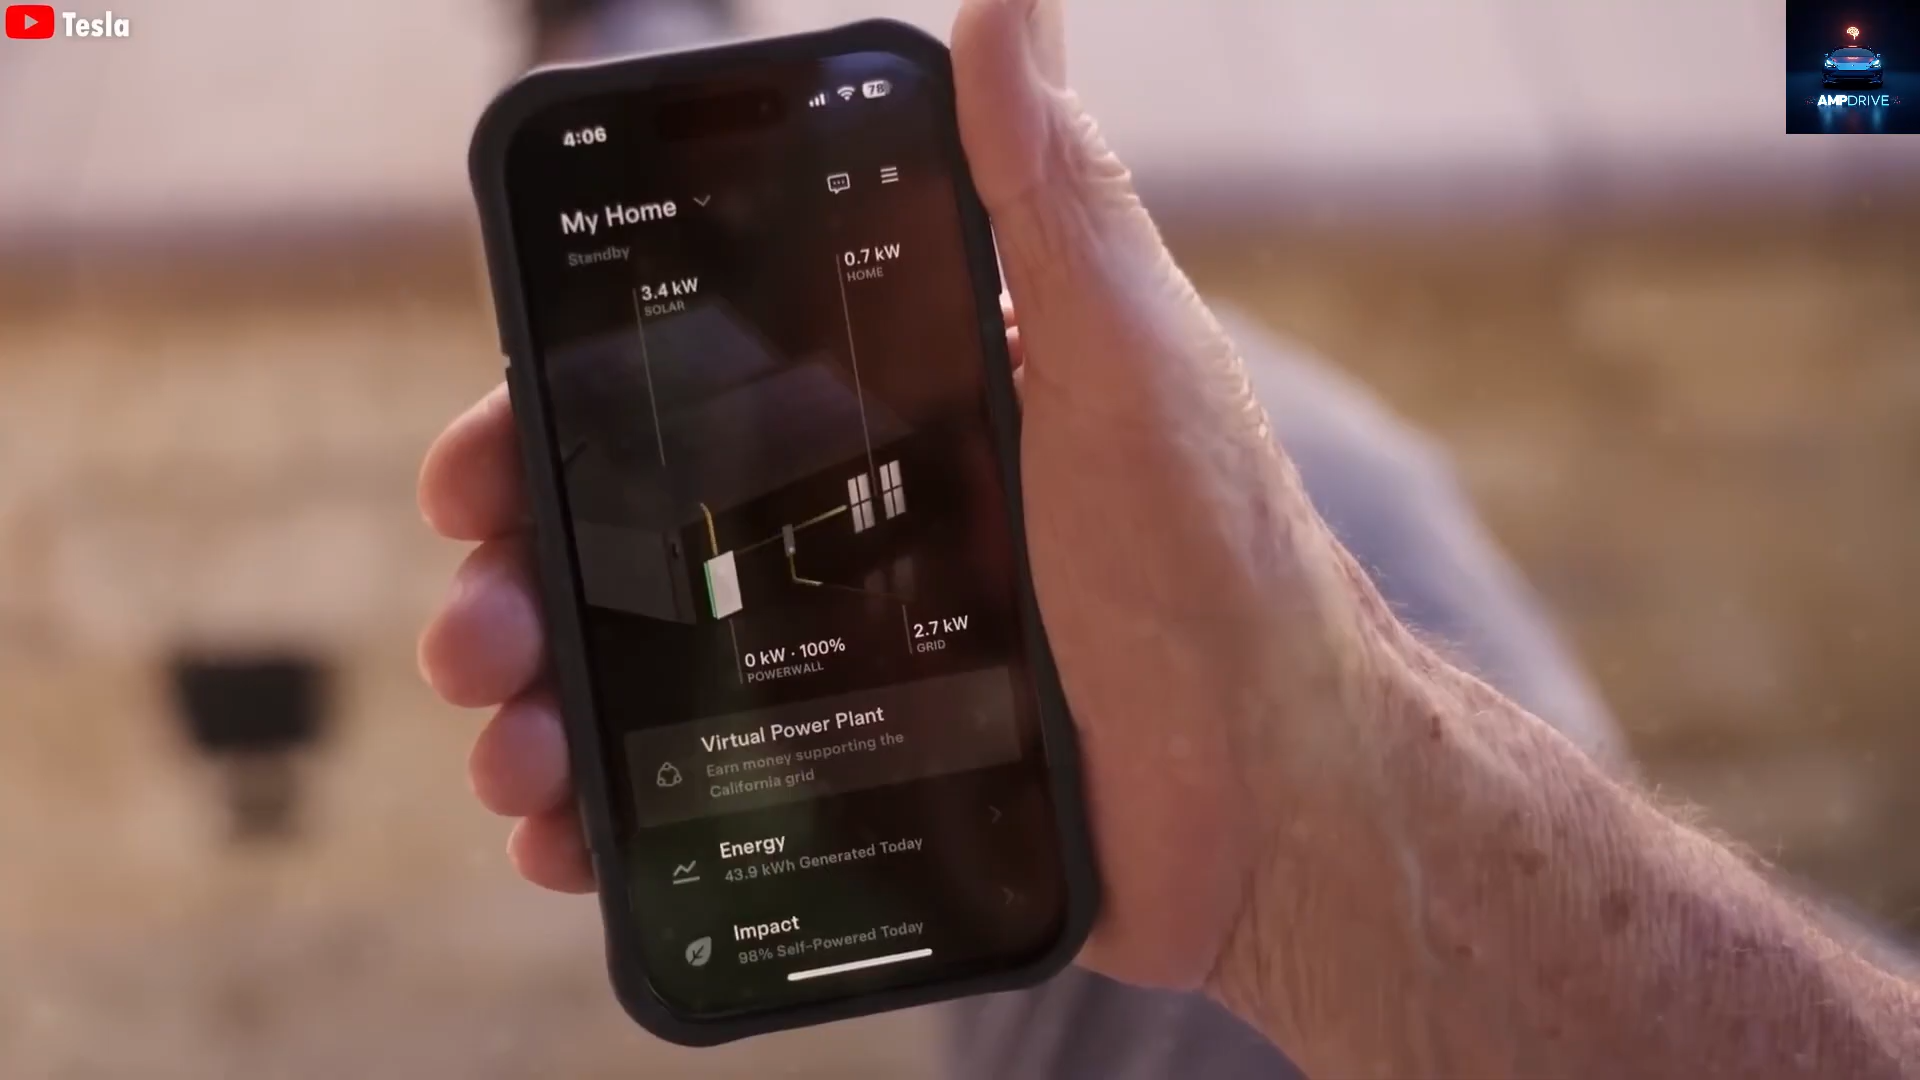 Tesla
AMPDRIVE
4:06
78
My Home
Standby
3.4 kW
SOLAR
0.7 kW
HOME
0 kW · 100%
POWERWALL
2.7 kW
GRID
Virtual Power Plant
Earn money supporting the
California grid
Energy
43.9 kWh Generated Today
Impact
98% Self-Powered Today